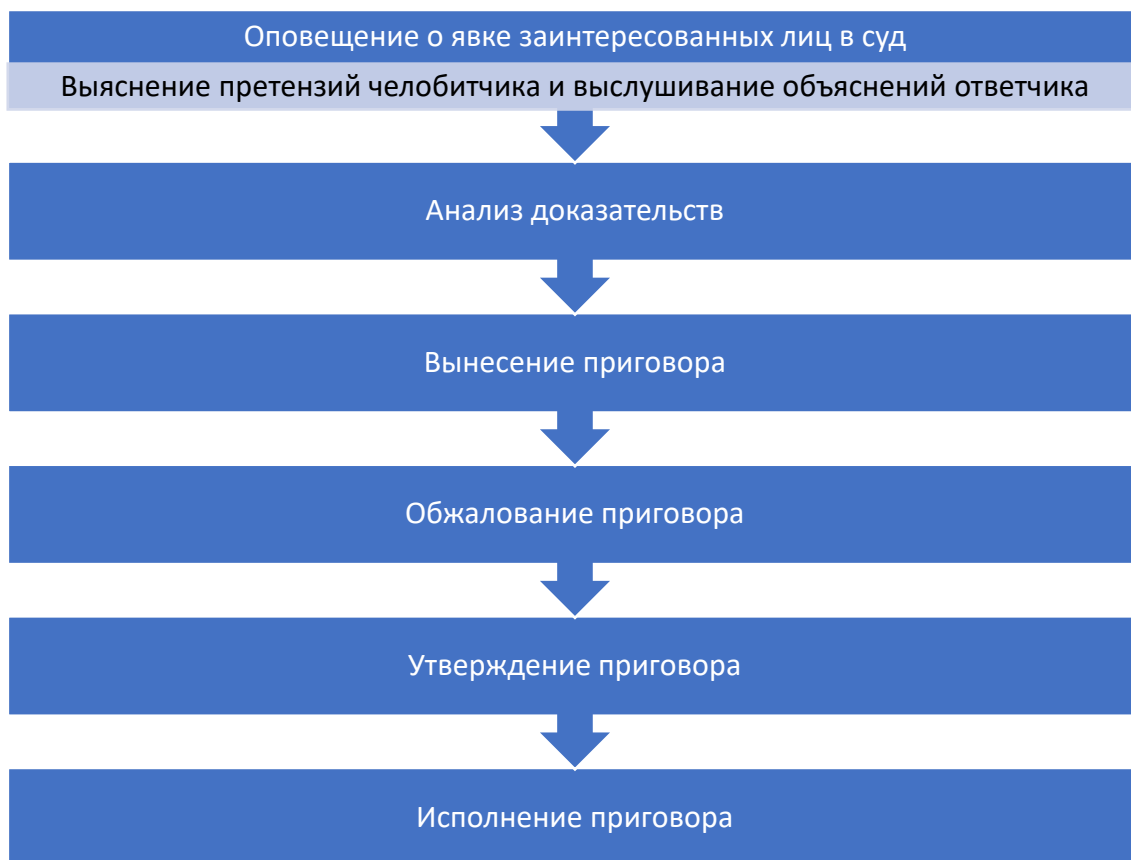 Оповещение о явке заинтересованных лиц в суд
Выяснение претензий челобитчика и выслушивание объяснений ответчика
Анализ доказательств
Вынесение приговора
Обжалование приговора
Утверждение приговора
Исполнение приговора